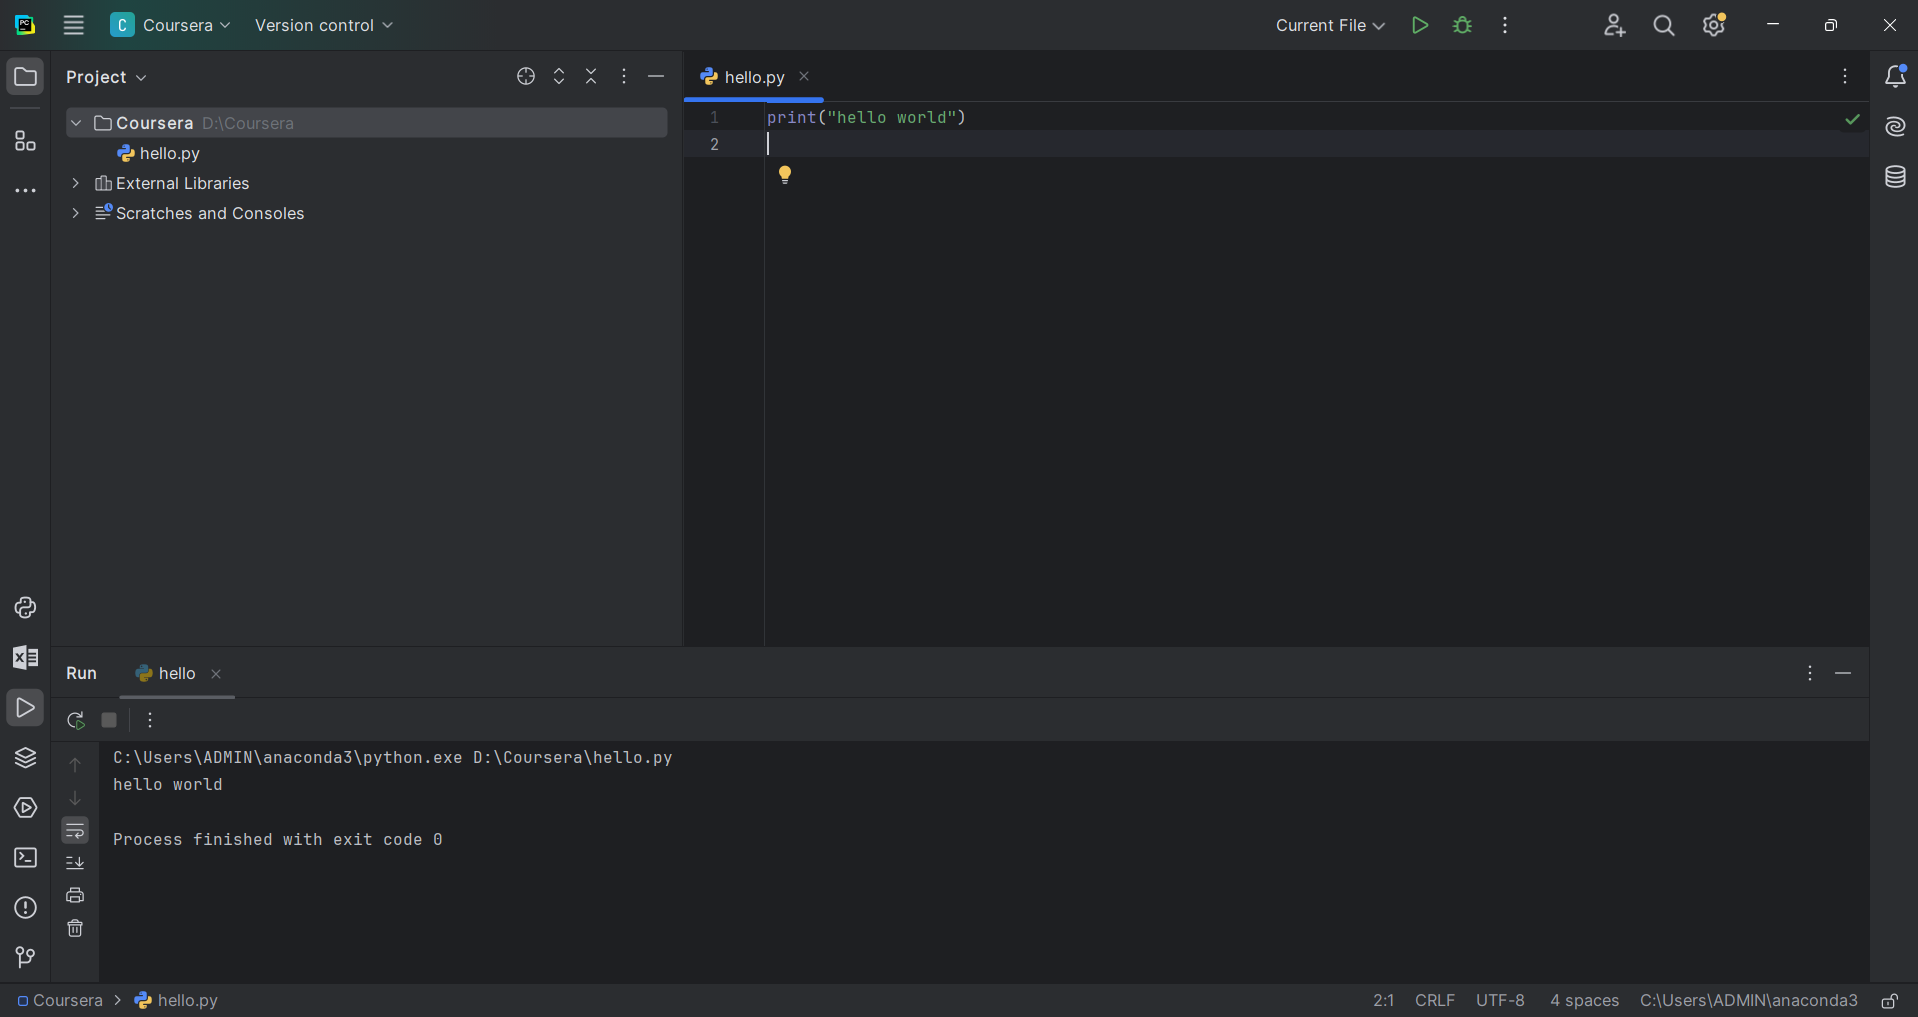 PC
C Coursera Version control Current File
Project
hello.py
Coursera D:\Coursera
hello.py
External Libraries
Scratches and Consoles
1 print("hello world")
2
Run hello
C:\Users\ADMIN\anaconda3\python.exe D:\Coursera\hello.py
hello world
Process finished with exit code 0
Coursera hello.py 2:1 CRLF UTF-8 4 spaces C:\Users\ADMIN\anaconda3